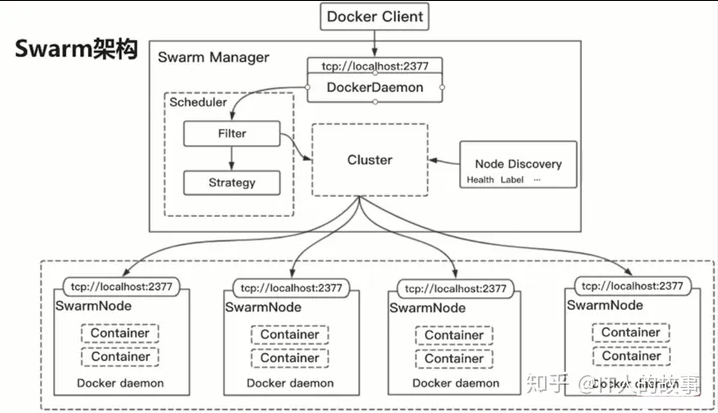 Docker Client
Swarm架构
Swarm Manager
tcp://localhost:2377
DockerDaemon
Scheduler
Filter
Strategy
Cluster
Node Discovery
Health Label ...
tcp://localhost:2377
SwarmNode
Container
Container
Docker daemon
tcp://localhost:2377
SwarmNode
Container
Container
Docker daemon
tcp://localhost:2377
SwarmNode
Container
Container
Docker daemon
tcp://localhost:2377
SwarmNode
Container
Container
Docker daemon
知乎 @IT人的故事